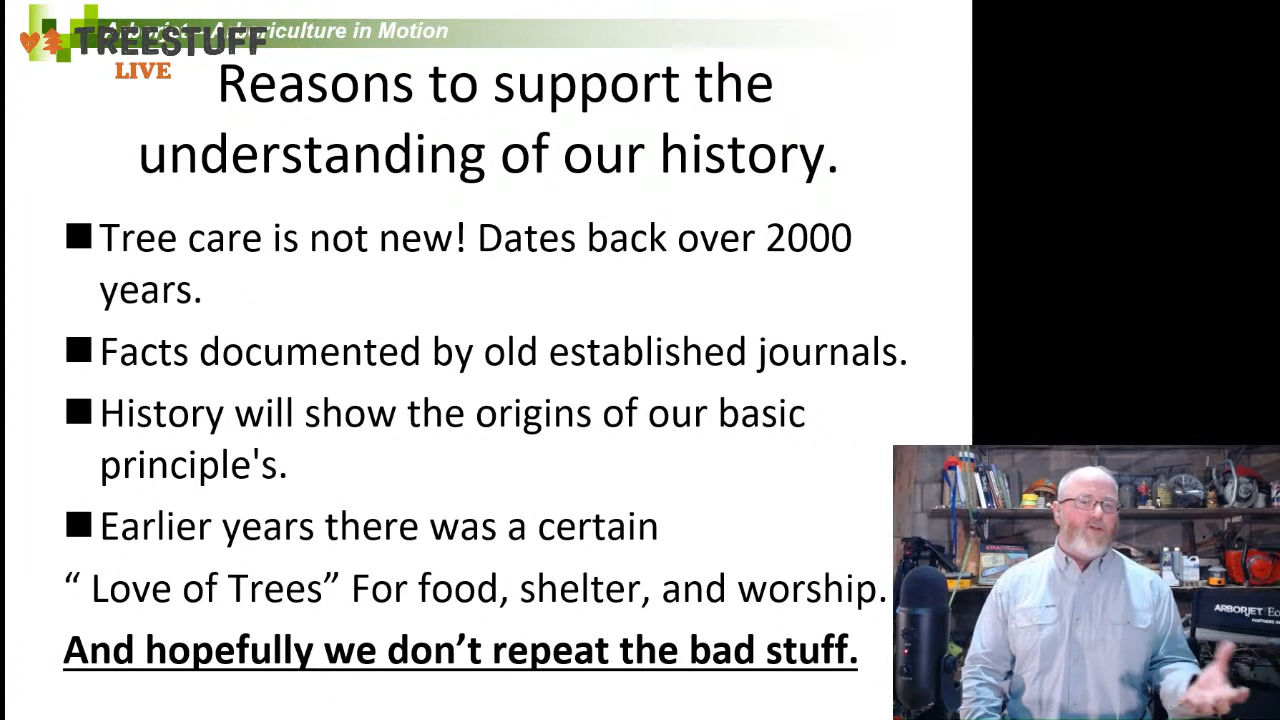 Arborjet - Arboriculture in Motion
TREESTUFF
LIVE
Reasons to support the
understanding of our history.
Tree care is not new! Dates back over 2000
years.
Facts documented by old established journals.
History will show the origins of our basic
principle's.
Earlier years there was a certain
“ Love of Trees” For food, shelter, and worship.
And hopefully we don’t repeat the bad stuff.
ARBORJET
PARTNERS IN